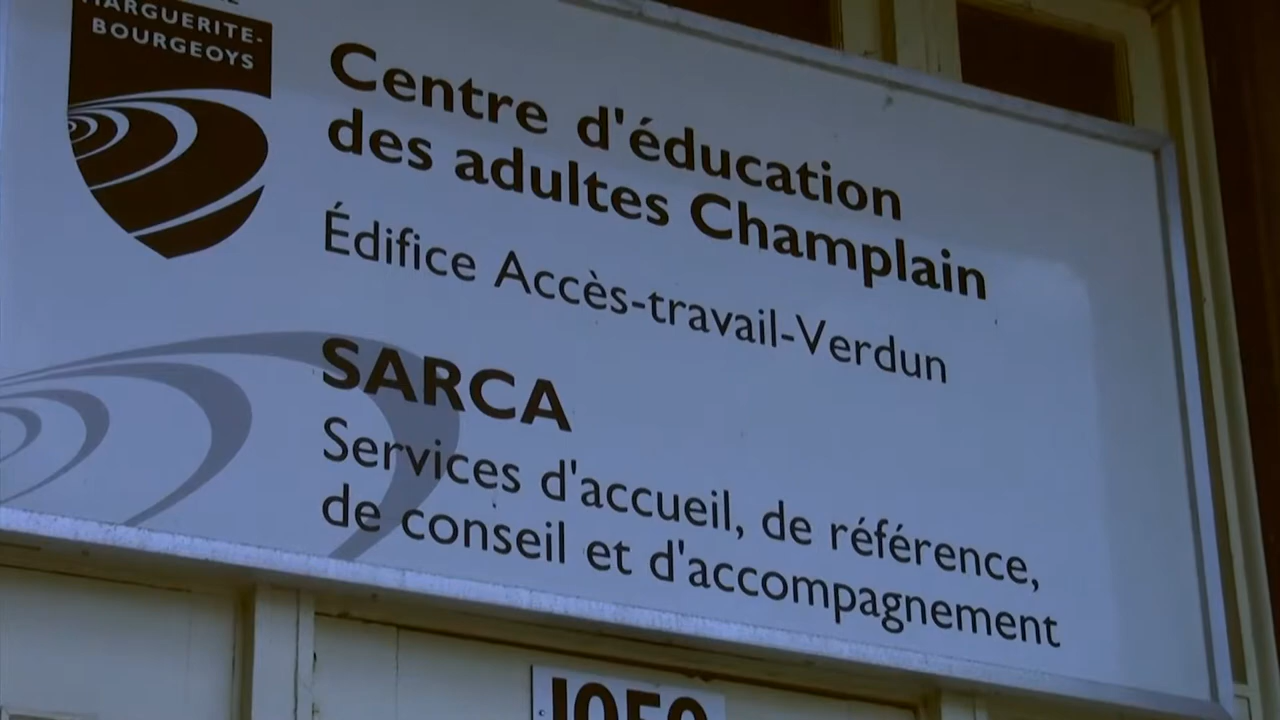 MARGUERITE-
BOURGEOYS
Centre d'éducation
des adultes Champlain
Édifice Accès-travail-Verdun
SARCA
Services d'accueil, de référence,
de conseil et d'accompagnement